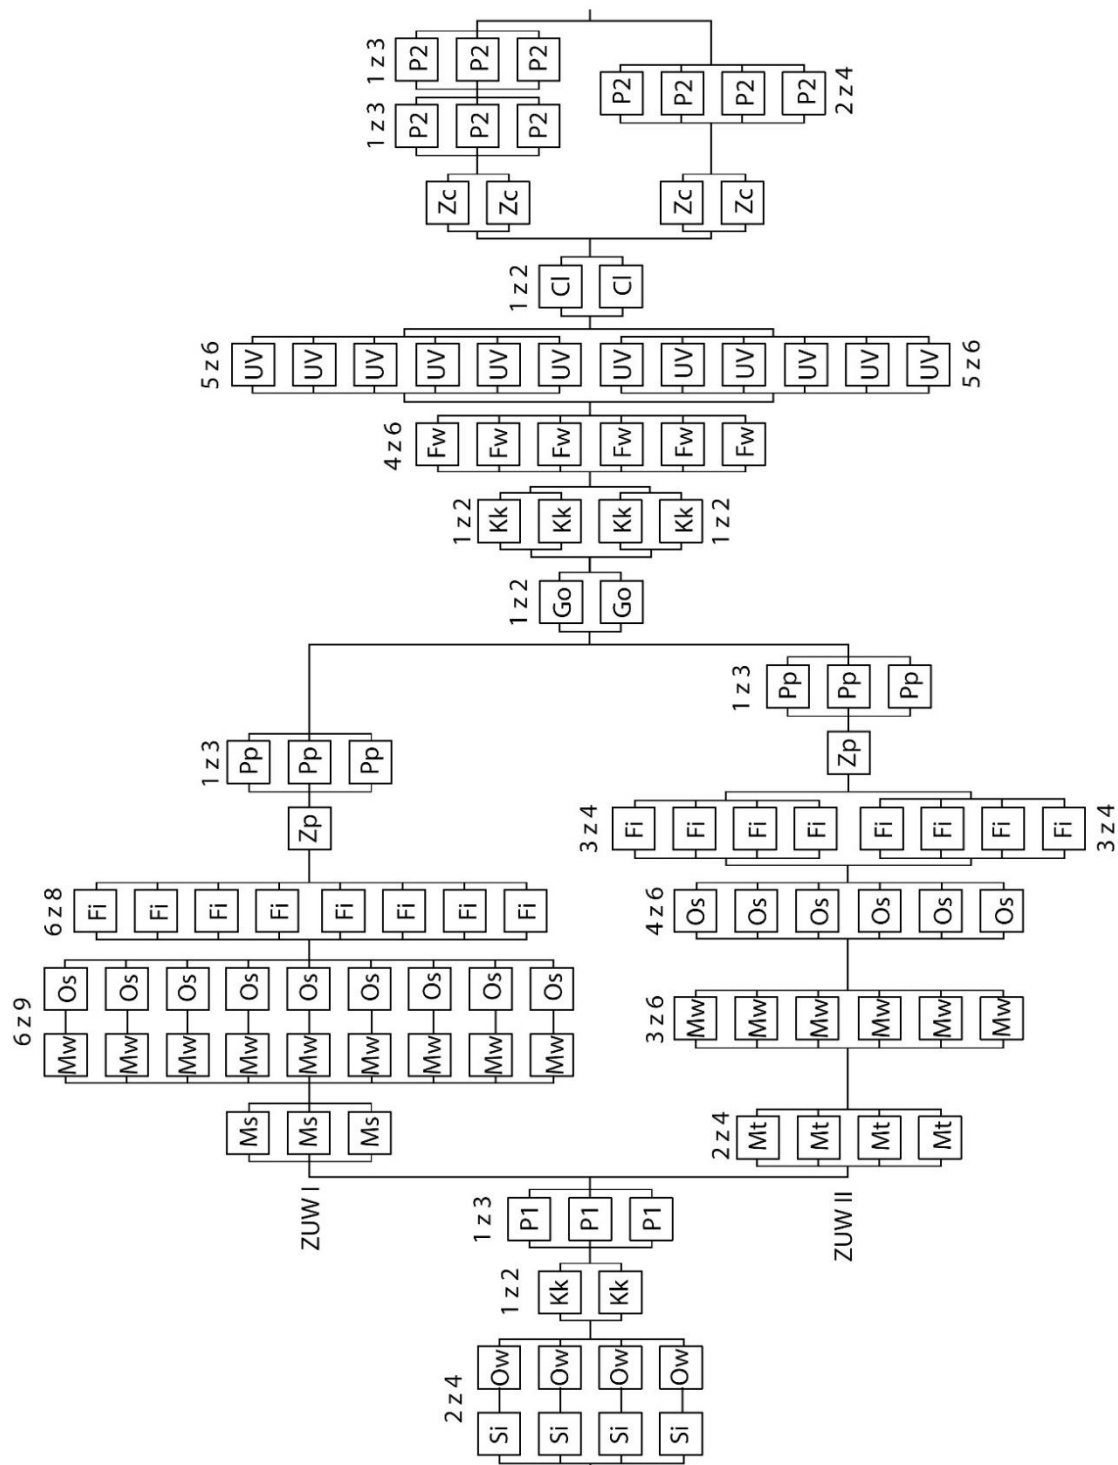 2 z 4
Si Ow
Si Ow
Si Ow
Si Ow
1 z 2
Kk
Kk
1 z 3
P1
P1
P1
ZUW I
Ms
Ms
Ms
6 z 9
Mw Os
Mw Os
Mw Os
Mw Os
Mw Os
Mw Os
Mw Os
Mw Os
Mw Os
6 z 8
Fi
Fi
Fi
Fi
Fi
Fi
Fi
Fi
Zp
1 z 3
Pp
Pp
Pp
ZUW II
2 z 4
Mt
Mt
Mt
Mt
3 z 6
Mw
Mw
Mw
Mw
Mw
Mw
4 z 6
Os
Os
Os
Os
Os
Os
3 z 4
Fi
Fi
Fi
Fi
Fi
Fi
Fi
Fi
3 z 4
Zp
1 z 3
Pp
Pp
Pp
1 z 2
Go
Go
1 z 2
Kk
Kk
Kk
Kk
1 z 2
4 z 6
Fw
Fw
Fw
Fw
Fw
Fw
5 z 6
UV
UV
UV
UV
UV
UV
UV
UV
UV
UV
UV
UV
5 z 6
1 z 2
Cl
Cl
Zc
Zc
1 z 3
P2
P2
P2
1 z 3
P2
P2
P2
Zc
Zc
P2
P2
P2
P2
2 z 4